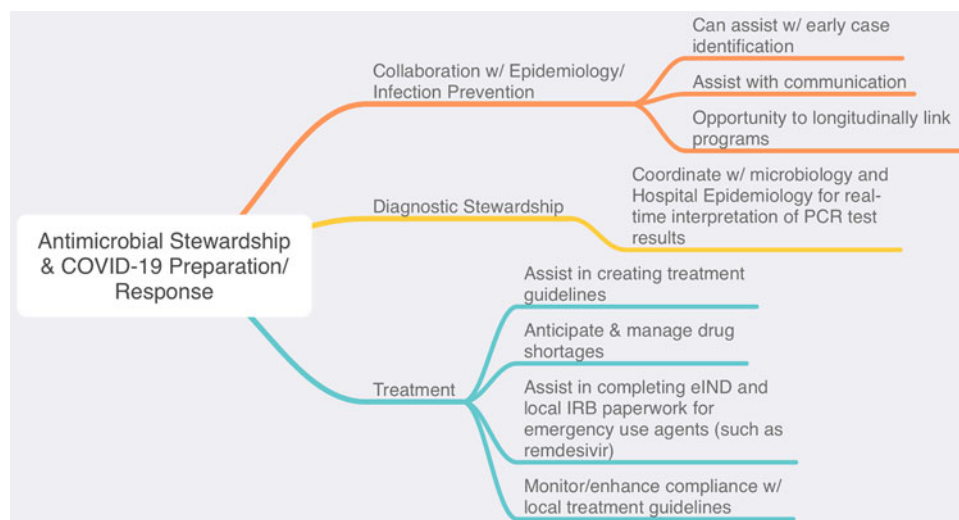 Can assist w/ early case
identification
Collaboration w/ Epidemiology/
Infection Prevention
Assist with communication
Opportunity to longitudinally link
programs
Diagnostic Stewardship
Coordinate w/ microbiology and
Hospital Epidemiology for real-
time interpretation of PCR test
results
Antimicrobial Stewardship
& COVID-19 Preparation/
Response
Assist in creating treatment
guidelines
Anticipate & manage drug
shortages
Treatment
Assist in completing eIND and
local IRB paperwork for
emergency use agents (such as
remdesivir)
Monitor/enhance compliance w/
local treatment guidelines